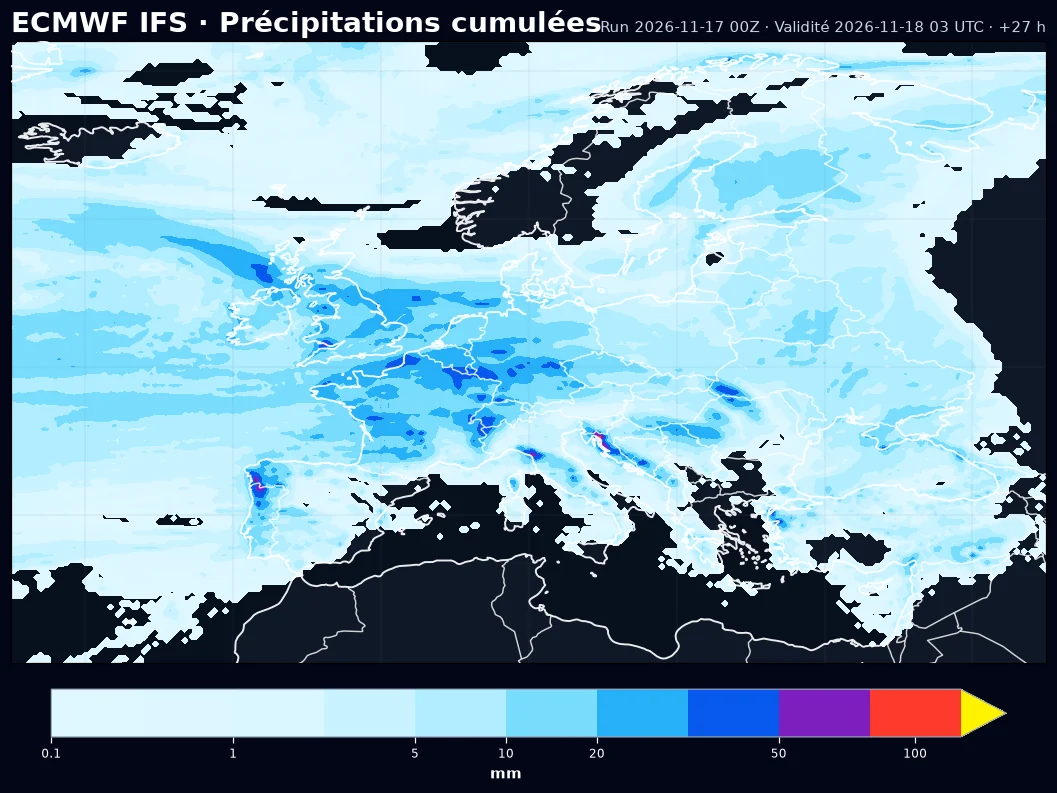 ECMWF IFS · Précipitations cumulées
Run 2026-11-17 00Z · Validité 2026-11-18 03 UTC · +27 h
0.1 1 5 10 20 50 100
mm